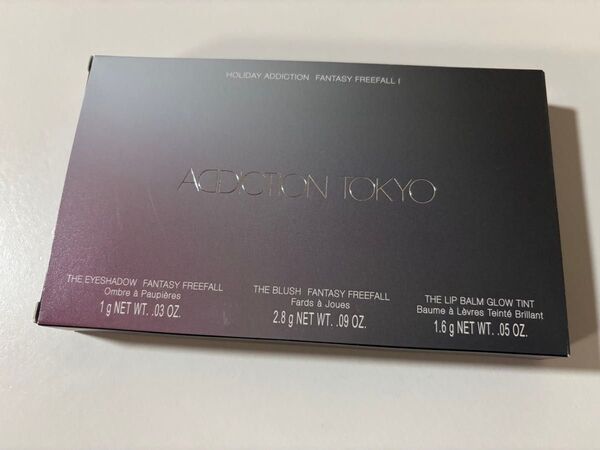 HOLIDAY ADDICTION FANTASY FREEFALL I
ADDICTION TOKYO
THE EYESHADOW FANTASY FREEFALL
Ombre à Paupières
1 g NET WT. .03 OZ.
THE BLUSH FANTASY FREEFALL
Fards à Joues
2.8 g NET WT. .09 OZ.
THE LIP BALM GLOW TINT
Baume à Lèvres Teinté Brillant
1.6 g NET WT. .05 OZ.